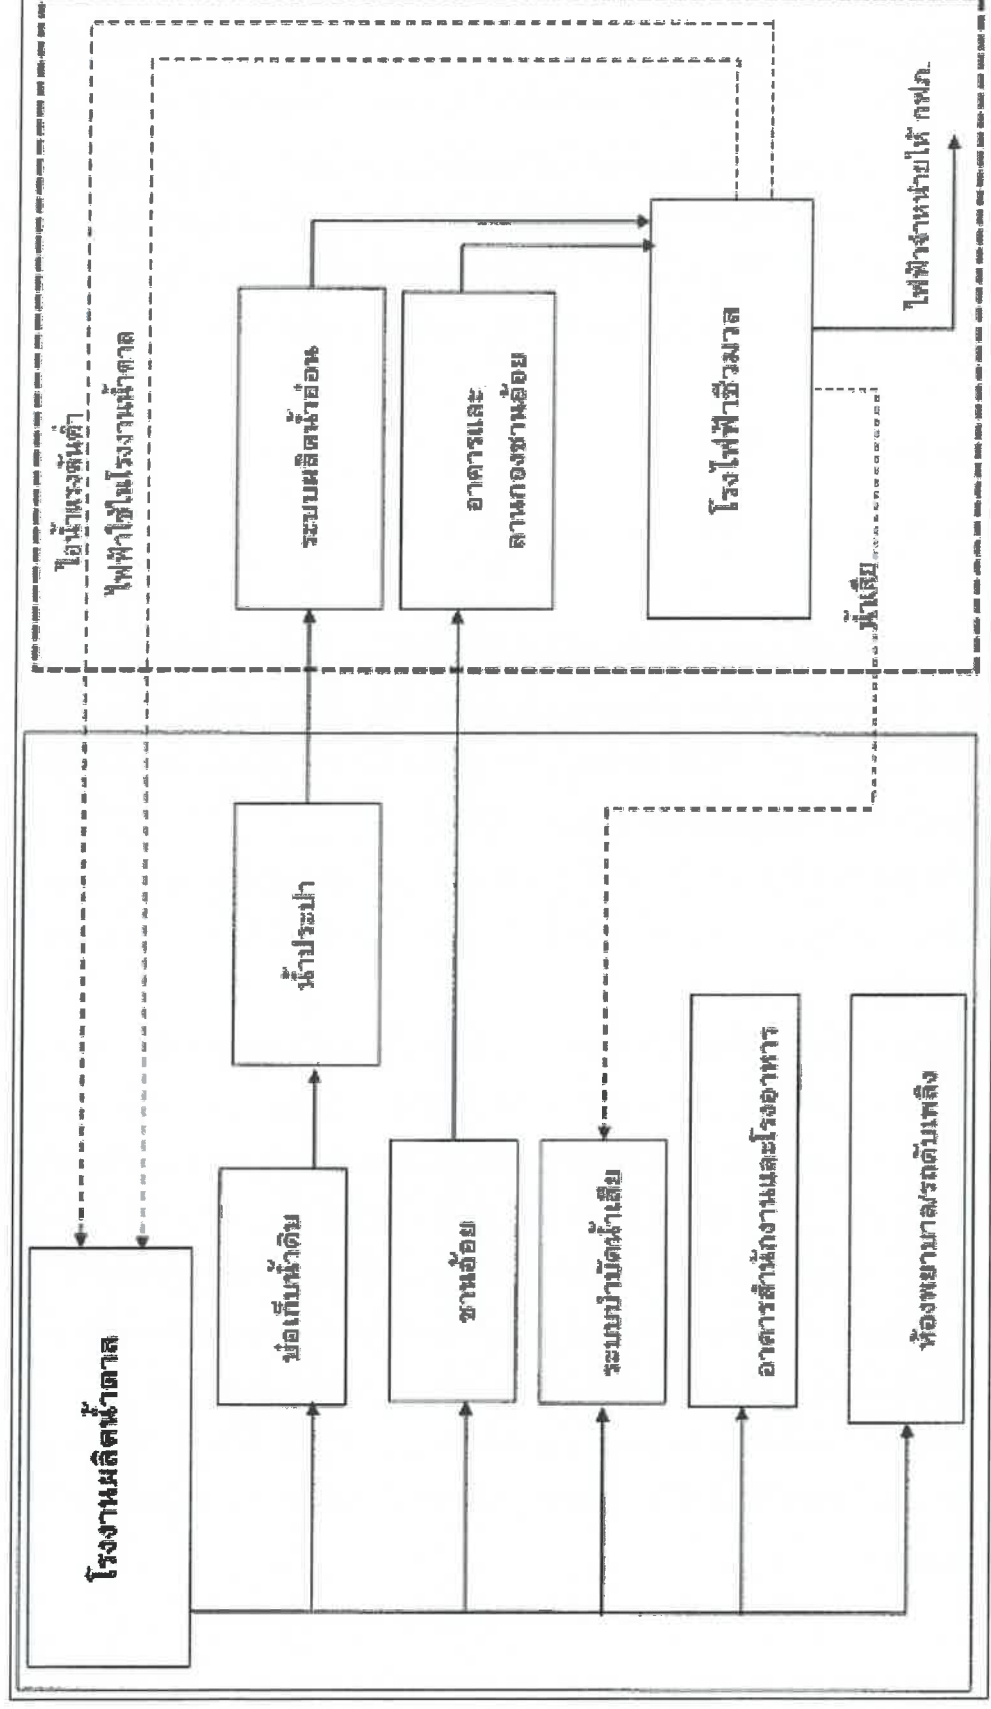 โรงงานผลิตน้ำตาล
ไอน้ำแรงดันต่ำ
ไฟฟ้าใช้ในโรงงานน้ำตาล
บ่อเก็บน้ำดิบ
น้ำประปา
ระบบผลิตน้ำอ่อน
ชานอ้อย
อาคารและ
ลานกองชานอ้อย
ระบบบำบัดน้ำเสีย
โรงไฟฟ้าชีวมวล
อาคารสำนักงานและโรงอาหาร
น้ำเสีย
ห้องพยาบาล/รถดับเพลิง
ไฟฟ้าจำหน่ายให้ กฟภ.